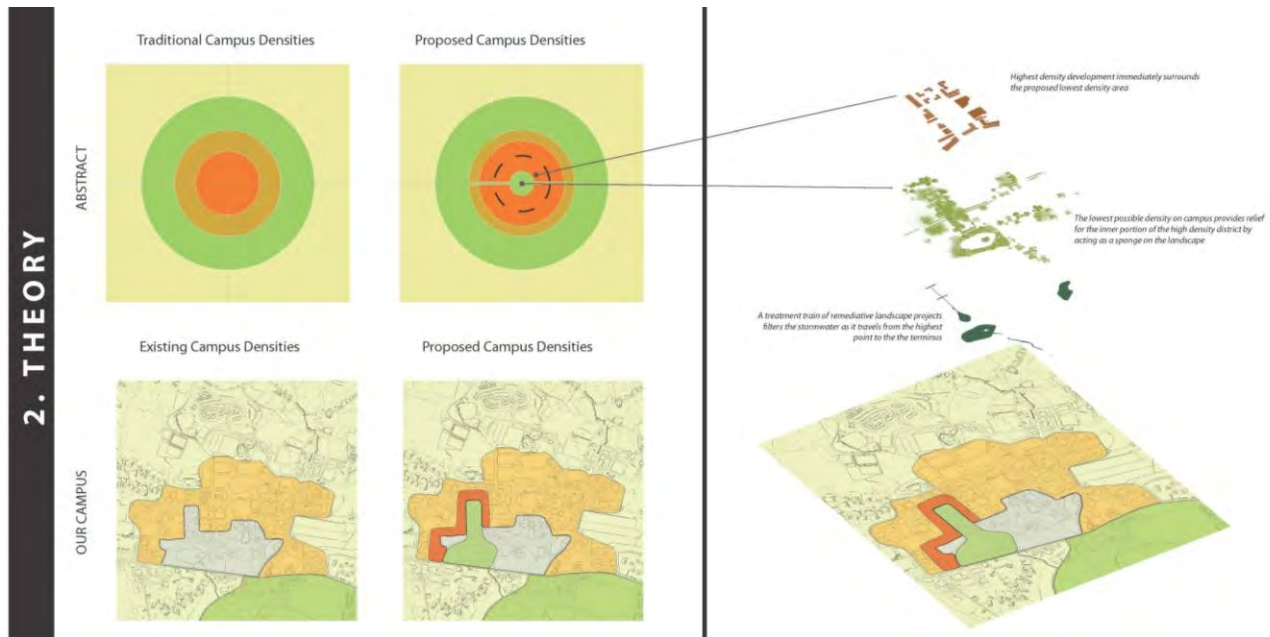 2. THEORY
Traditional Campus Densities
Proposed Campus Densities
ABSTRACT
Existing Campus Densities
Proposed Campus Densities
OUR CAMPUS
Highest density development immediately surrounds
the proposed lowest density area
The lowest possible density on campus provides relief
for the inner portion of the high density district by
acting as a sponge on the landscape
A treatment train of remediative landscape projects
filters the stormwater as it travels from the highest
point to the the terminus